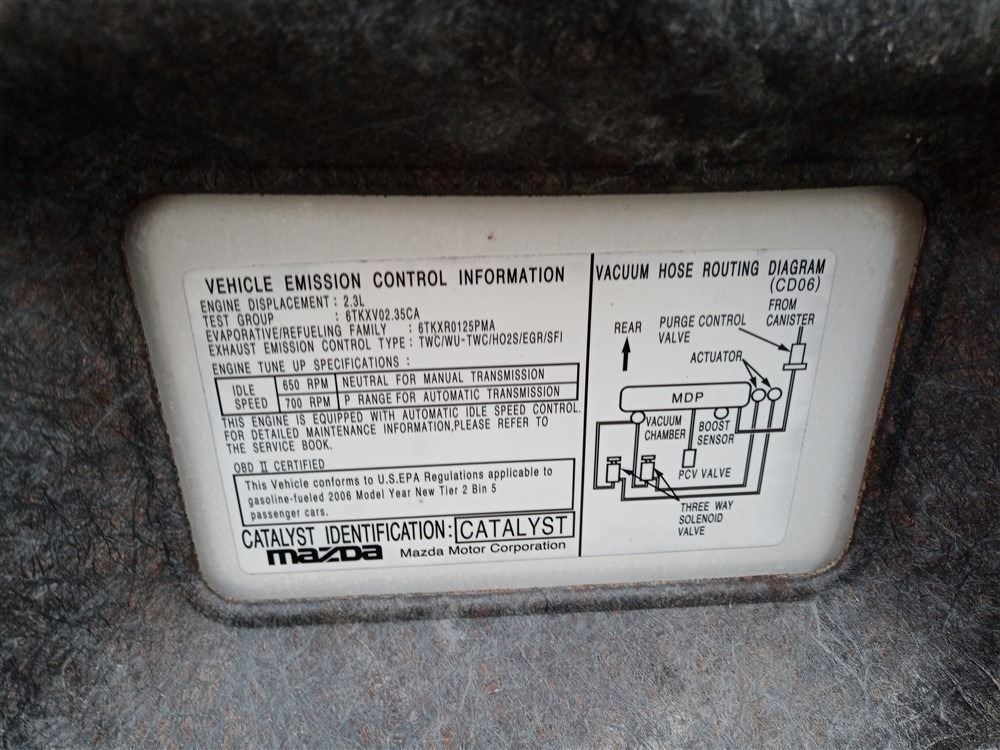 VEHICLE EMISSION CONTROL INFORMATION
ENGINE DISPLACEMENT : 2.3L
TEST GROUP : 6TKXV02.35CA
EVAPORATIVE/REFUELING FAMILY : 6TKXR0125PMA
EXHAUST EMISSION CONTROL TYPE : TWC/WU-TWC/HO2S/EGR/SFI
ENGINE TUNE UP SPECIFICATIONS :
IDLE SPEED
650 RPM NEUTRAL FOR MANUAL TRANSMISSION
700 RPM P RANGE FOR AUTOMATIC TRANSMISSION
THIS ENGINE IS EQUIPPED WITH AUTOMATIC IDLE SPEED CONTROL.
FOR DETAILED MAINTENANCE INFORMATION,PLEASE REFER TO
THE SERVICE BOOK.
OBD II CERTIFIED
This Vehicle conforms to U.S.EPA Regulations applicable to
gasoline-fueled 2006 Model Year New Tier 2 Bin 5
passenger cars.
CATALYST IDENTIFICATION: CATALYST
mazda Mazda Motor Corporation
VACUUM HOSE ROUTING DIAGRAM
(CD06)
FROM
CANISTER
REAR
PURGE CONTROL
VALVE
ACTUATOR
MDP
VACUUM
CHAMBER
BOOST
SENSOR
PCV VALVE
THREE WAY
SOLENOID
VALVE